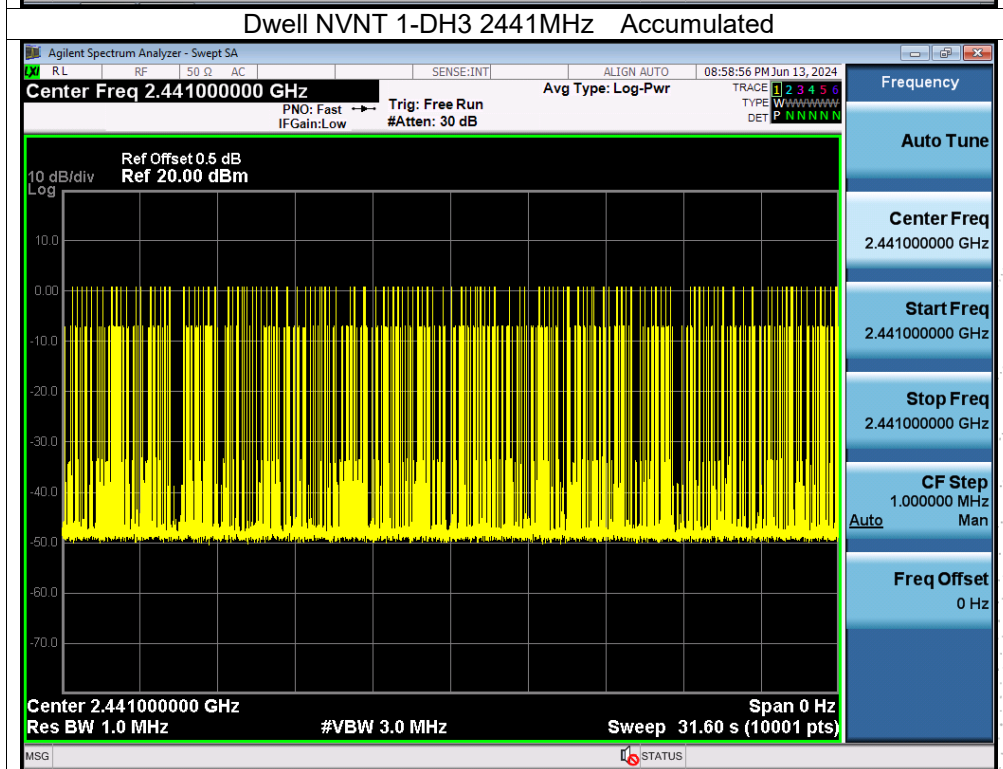 Dwell NVNT 1-DH3 2441MHz Accumulated
Agilent Spectrum Analyzer - Swept SA
LXI RL RF 50 Ω AC SENSE:INT ALIGN AUTO 08:58:56 PM Jun 13, 2024
Center Freq 2.441000000 GHz
Avg Type: Log-Pwr
TRACE 1 2 3 4 5 6
PNO: Fast
Trig: Free Run
TYPE WWWWWWW
IFGain:Low
#Atten: 30 dB
DET P N N N N N
Frequency
Auto Tune
Ref Offset 0.5 dB
10 dB/div Ref 20.00 dBm
Log
10.0
0.00
-10.0
-20.0
-30.0
-40.0
-50.0
-60.0
-70.0
Center Freq
2.441000000 GHz
Start Freq
2.441000000 GHz
Stop Freq
2.441000000 GHz
CF Step
1.000000 MHz
Auto Man
Freq Offset
0 Hz
Center 2.441000000 GHz Span 0 Hz
Res BW 1.0 MHz #VBW 3.0 MHz Sweep 31.60 s (10001 pts)
MSG STATUS